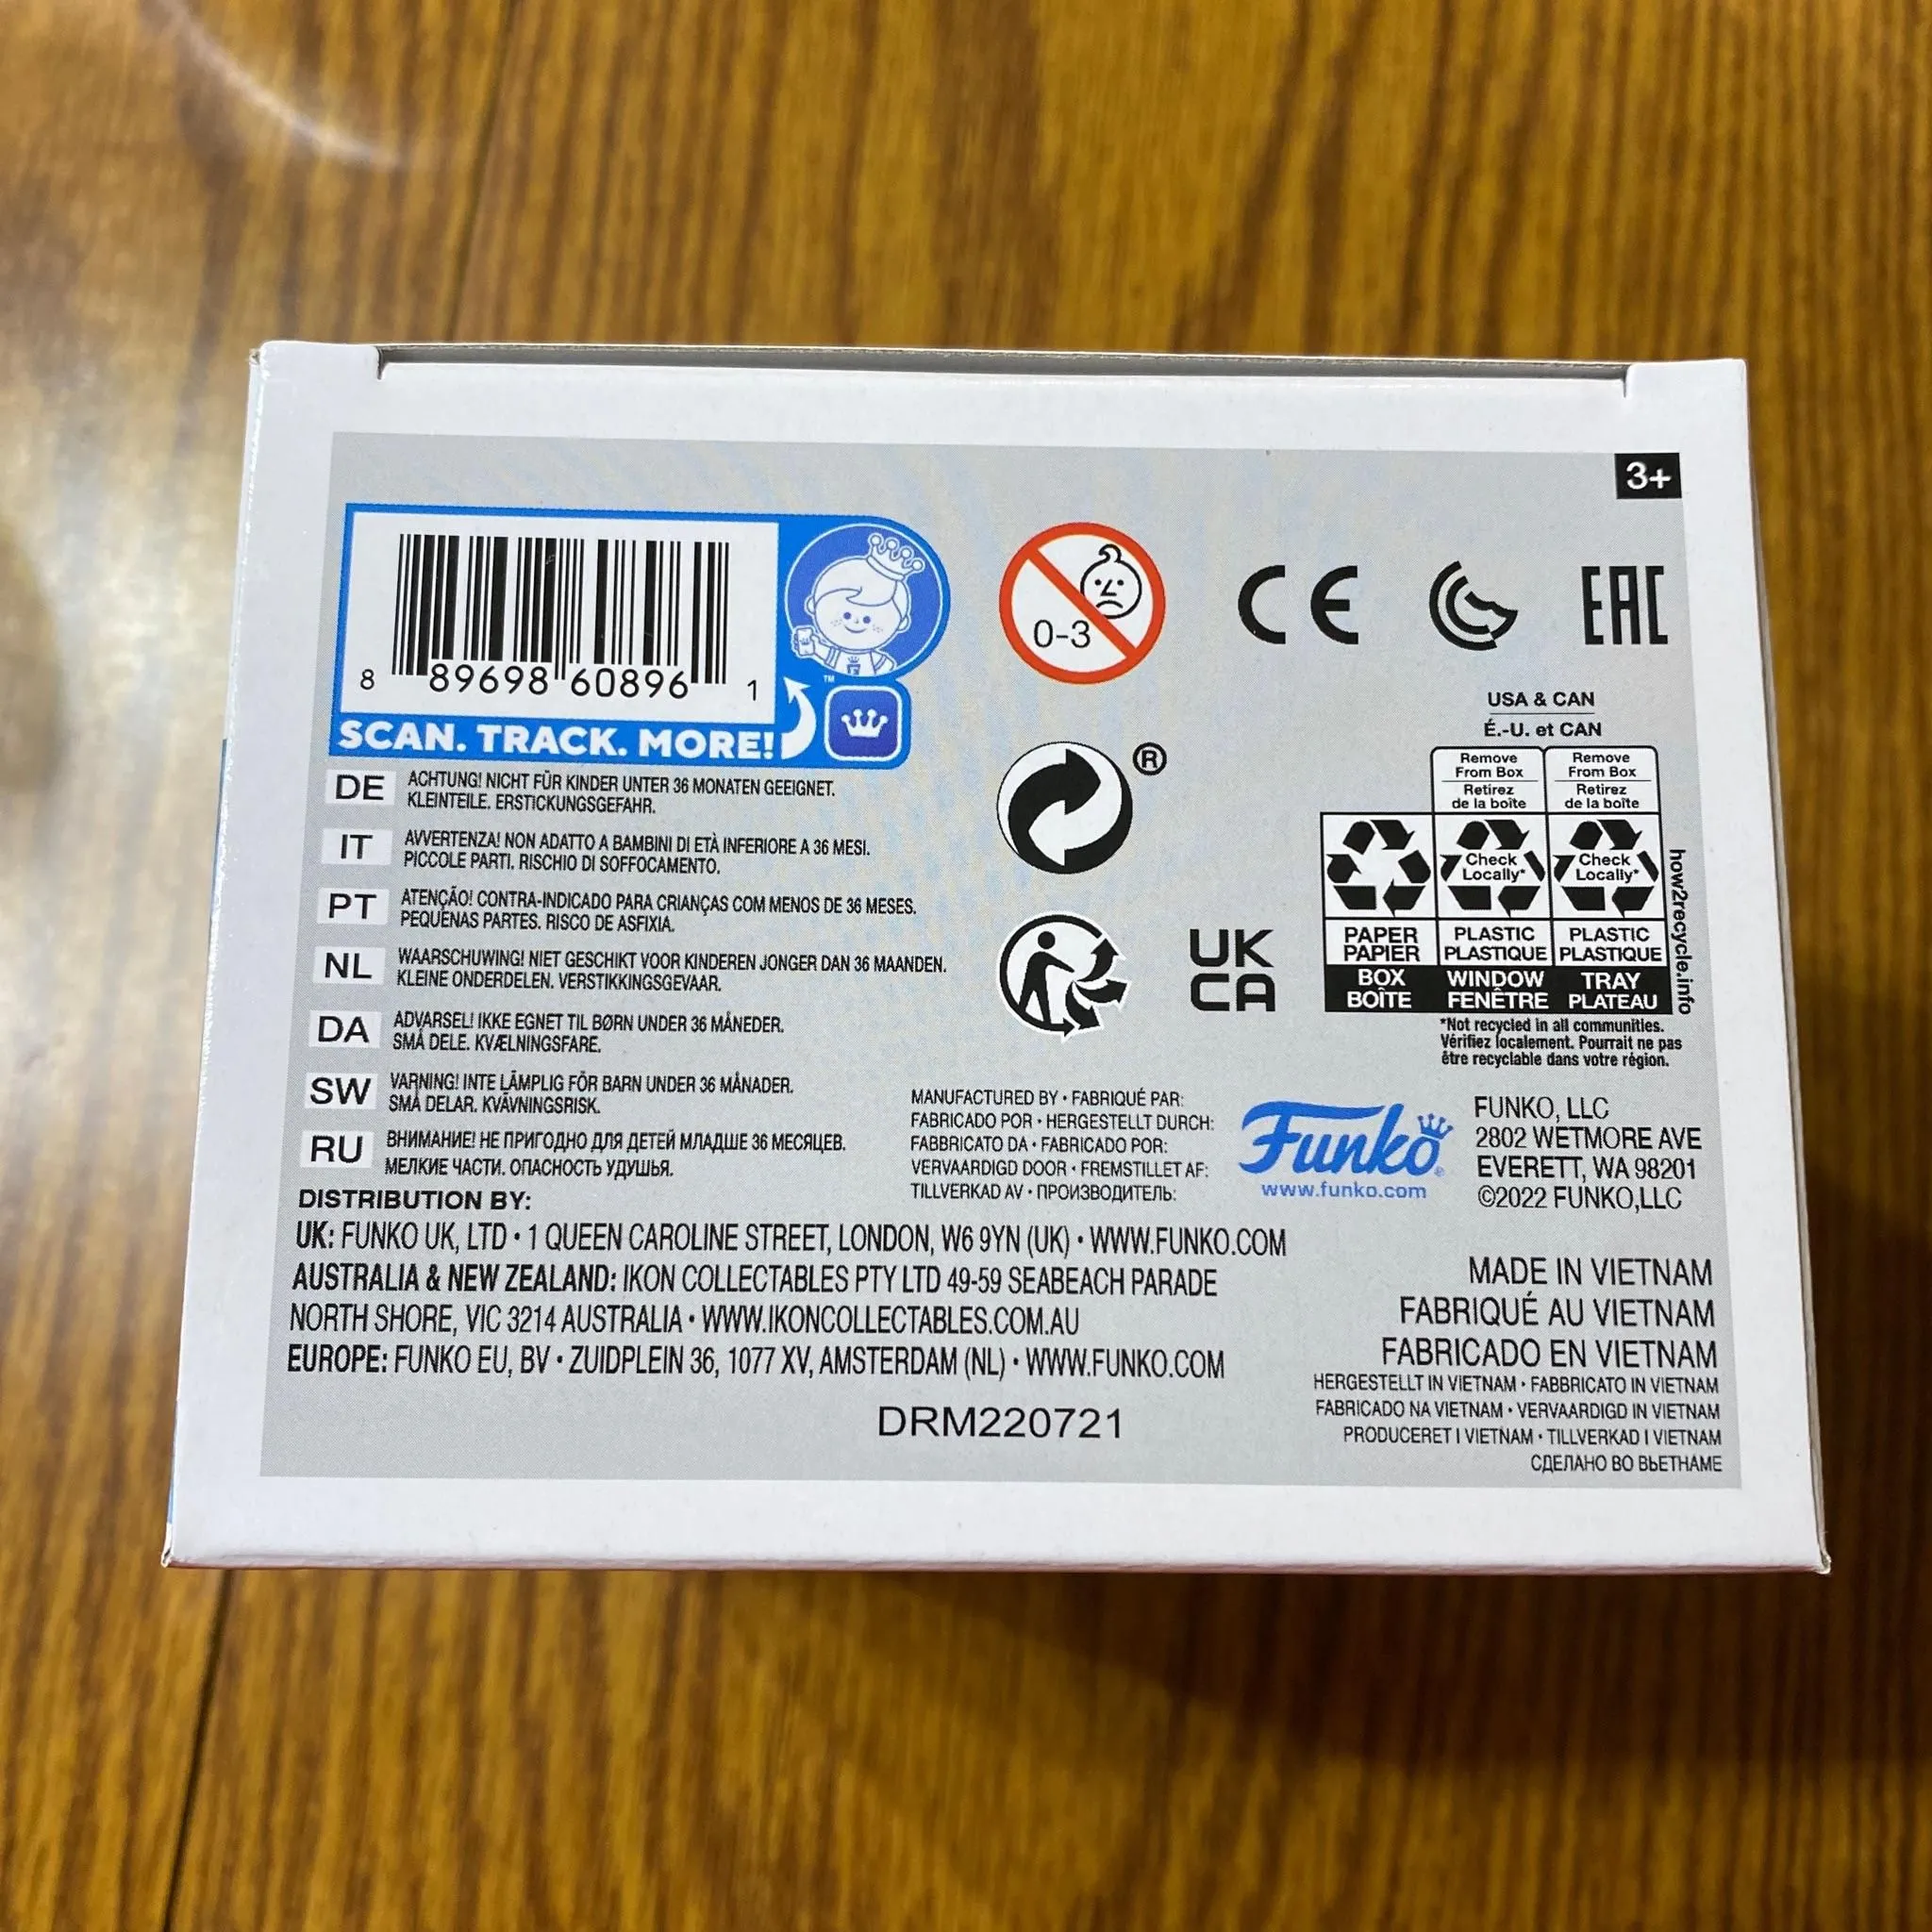 3+
8 89698 60896 1
SCAN. TRACK. MORE!
TM
0-3
CE
EAC
USA & CAN
É.-U. et CAN
Remove
From Box
Retirez
de la boîte
Remove
From Box
Retirez
de la boîte
Check
Locally*
Check
Locally*
PAPER
PAPIER
PLASTIC
PLASTIQUE
PLASTIC
PLASTIQUE
BOX
BOÎTE
WINDOW
FENÊTRE
TRAY
PLATEAU
how2recycle.info
*Not recycled in all communities.
Vérifiez localement. Pourrait ne pas
être recyclable dans votre région.
®
UK
CA
DE ACHTUNG! NICHT FÜR KINDER UNTER 36 MONATEN GEEIGNET.
KLEINTEILE. ERSTICKUNGSGEFAHR.
IT AVVERTENZA! NON ADATTO A BAMBINI DI ETÀ INFERIORE A 36 MESI.
PICCOLE PARTI. RISCHIO DI SOFFOCAMENTO.
PT ATENÇÃO! CONTRA-INDICADO PARA CRIANÇAS COM MENOS DE 36 MESES.
PEQUENAS PARTES. RISCO DE ASFIXIA.
NL WAARSCHUWING! NIET GESCHIKT VOOR KINDEREN JONGER DAN 36 MAANDEN.
KLEINE ONDERDELEN. VERSTIKKINGSGEVAAR.
DA ADVARSEL! IKKE EGNET TIL BØRN UNDER 36 MÅNEDER.
SMÅ DELE. KVÆLNINGSFARE.
SW VARNING! INTE LÄMPLIG FÖR BARN UNDER 36 MÅNADER.
SMÅ DELAR. KVÄVNINGSRISK.
RU ВНИМАНИЕ! НЕ ПРИГОДНО ДЛЯ ДЕТЕЙ МЛАДШЕ 36 МЕСЯЦЕВ.
МЕЛКИЕ ЧАСТИ. ОПАСНОСТЬ УДУШЬЯ.
MANUFACTURED BY • FABRIQUÉ PAR:
FABRICADO POR • HERGESTELLT DURCH:
FABBRICATO DA • FABRICADO POR:
VERVAARDIGD DOOR • FREMSTILLET AF:
TILLVERKAD AV • ПРОИЗВОДИТЕЛЬ:
Funko®
www.funko.com
FUNKO, LLC
2802 WETMORE AVE
EVERETT, WA 98201
©2022 FUNKO,LLC
DISTRIBUTION BY:
UK: FUNKO UK, LTD • 1 QUEEN CAROLINE STREET, LONDON, W6 9YN (UK) • WWW.FUNKO.COM
AUSTRALIA & NEW ZEALAND: IKON COLLECTABLES PTY LTD 49-59 SEABEACH PARADE
NORTH SHORE, VIC 3214 AUSTRALIA • WWW.IKONCOLLECTABLES.COM.AU
EUROPE: FUNKO EU, BV • ZUIDPLEIN 36, 1077 XV, AMSTERDAM (NL) • WWW.FUNKO.COM
MADE IN VIETNAM
FABRIQUÉ AU VIETNAM
FABRICADO EN VIETNAM
HERGESTELLT IN VIETNAM • FABBRICATO IN VIETNAM
FABRICADO NA VIETNAM • VERVAARDIGD IN VIETNAM
PRODUCERET I VIETNAM • TILLVERKAD I VIETNAM
СДЕЛАНО ВО ВЬЕТНАМЕ
DRM220721